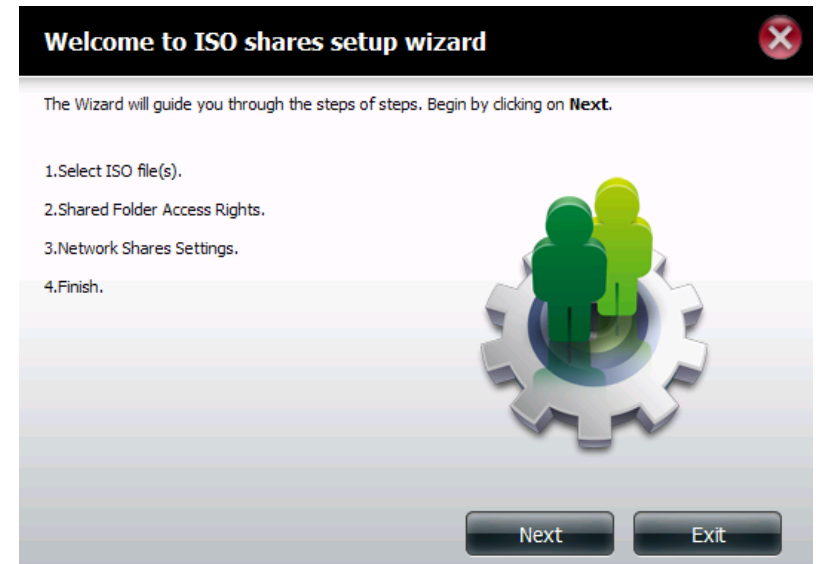 Welcome to ISO shares setup wizard
The Wizard will guide you through the steps of steps. Begin by clicking on Next.
1.Select ISO file(s).
2.Shared Folder Access Rights.
3.Network Shares Settings.
4.Finish.
Next Exit